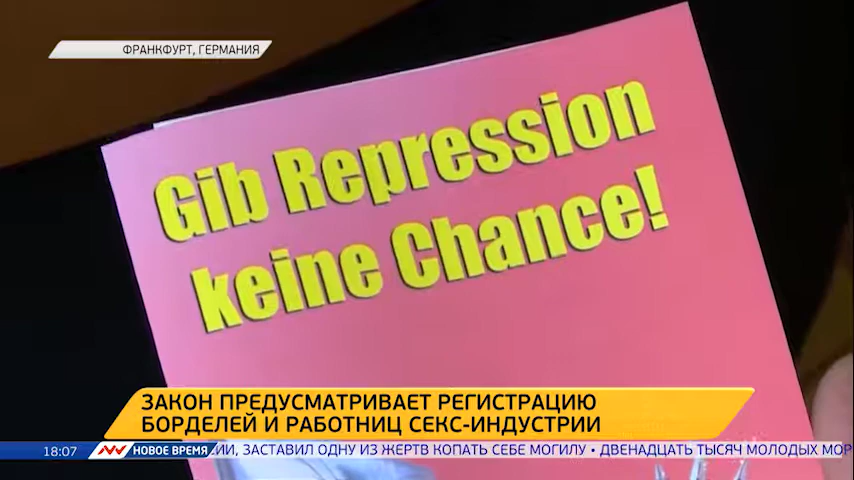 ФРАНКФУРТ, ГЕРМАНИЯ
Gib Repression
keine Chance!
ЗАКОН ПРЕДУСМАТРИВАЕТ РЕГИСТРАЦИЮ
БОРДЕЛЕЙ И РАБОТНИЦ СЕКС-ИНДУСТРИИ
18:07 НОВОЕ ВРЕМЯ ЗАСТАВИЛ ОДНУ ИЗ ЖЕРТВ КОПАТЬ СЕБЕ МОГИЛУ • ДВЕНАДЦАТЬ ТЫСЯЧ МОЛОДЫХ